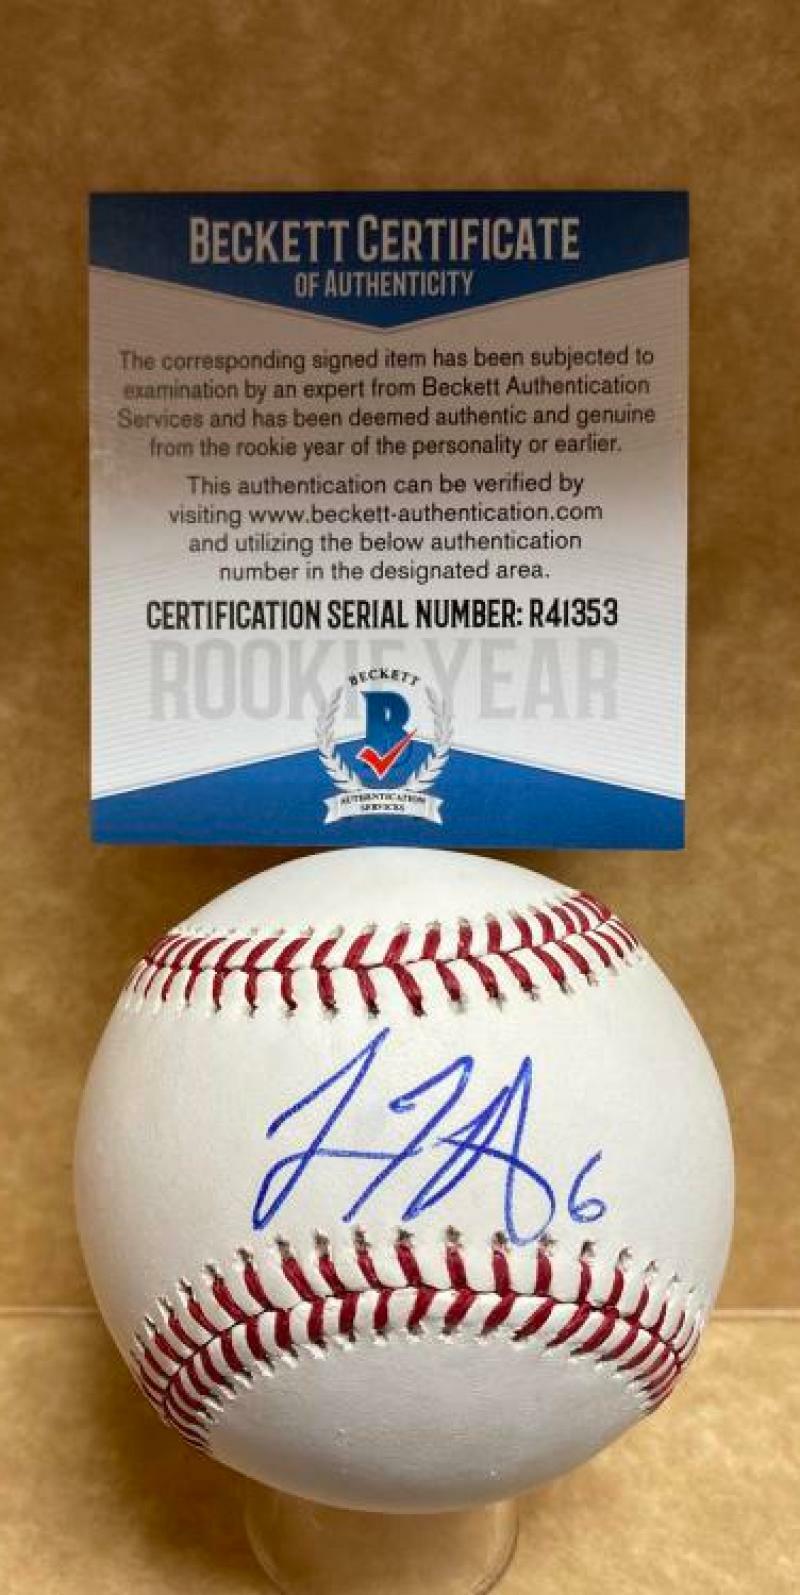 BECKETT CERTIFICATE
OF AUTHENTICITY
The corresponding signed item has been subjected to
examination by an expert from Beckett Authentication
Services and has been deemed authentic and genuine
from the rookie year of the personality or earlier.
This authentication can be verified by
visiting www.beckett-authentication.com
and utilizing the below authentication
number in the designated area.
CERTIFICATION SERIAL NUMBER: R41353
ROOKIE YEAR
BECKETT
B
AUTHENTICATION
SERVICES
6